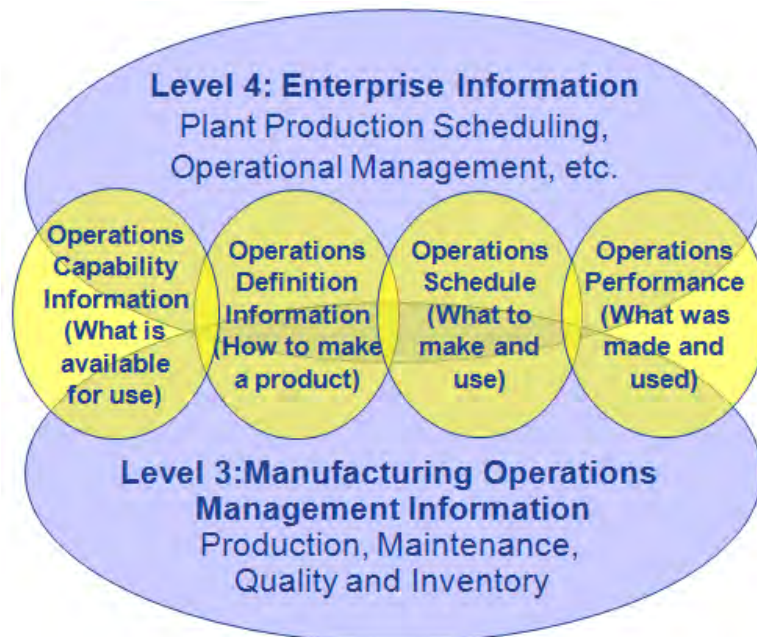 Level 4: Enterprise Information
Plant Production Scheduling,
Operational Management, etc.
Operations
Capability
Information
(What is
available
for use)
Operations
Definition
Information
(How to make
a product)
Operations
Schedule
(What to
make and
use)
Operations
Performance
(What was
made and
used)
Level 3:Manufacturing Operations
Management Information
Production, Maintenance,
Quality and Inventory